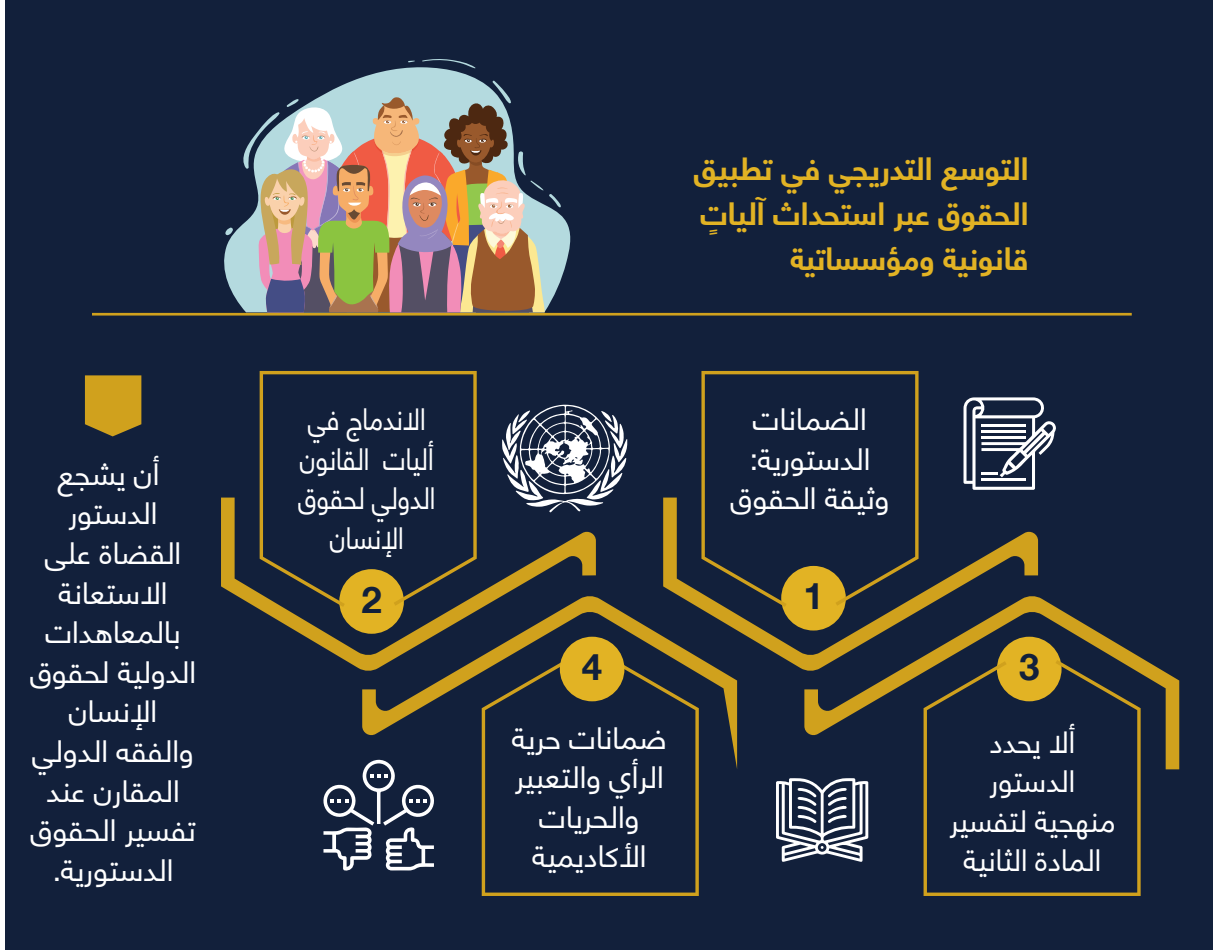 التوسع التدريجي في تطبيق
الحقوق عبر استحداث آلياتٍ
قانونية ومؤسساتية
الضمانات
الدستورية:
وثيقة الحقوق
1
الاندماج في
أليات القانون
الدولي لحقوق
الإنسان
2
3
ألا يحدد
الدستور
منهجية لتفسير
المادة الثانية
4
ضمانات حرية
الرأي والتعبير
والحريات
الأكاديمية
أن يشجع
الدستور
القضاة على
الاستعانة
بالمعاهدات
الدولية لحقوق
الإنسان
والفقه الدولي
المقارن عند
تفسير الحقوق
الدستورية.